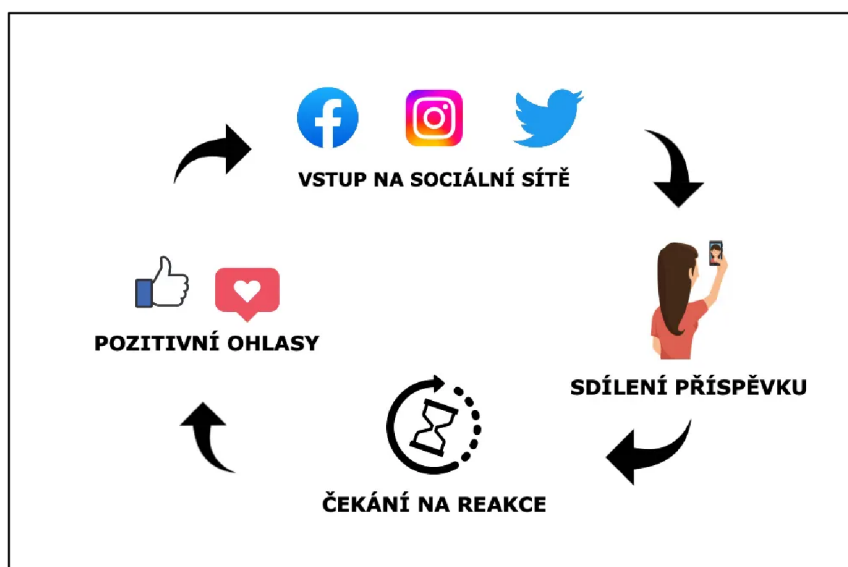 VSTUP NA SOCIÁLNÍ SÍTĚ
SDÍLENÍ PŘÍSPĚVKU
ČEKÁNÍ NA REAKCE
POZITIVNÍ OHLASY